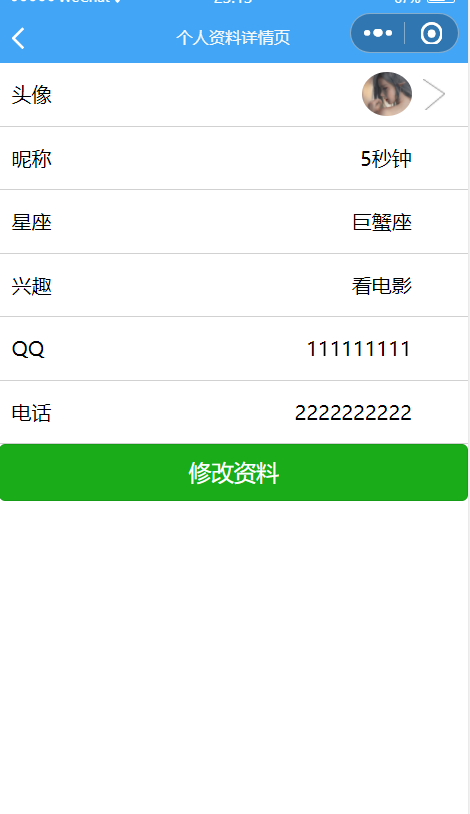 个人资料详情页
头像
昵称 5秒钟
星座 巨蟹座
兴趣 看电影
QQ 111111111
电话 2222222222
修改资料